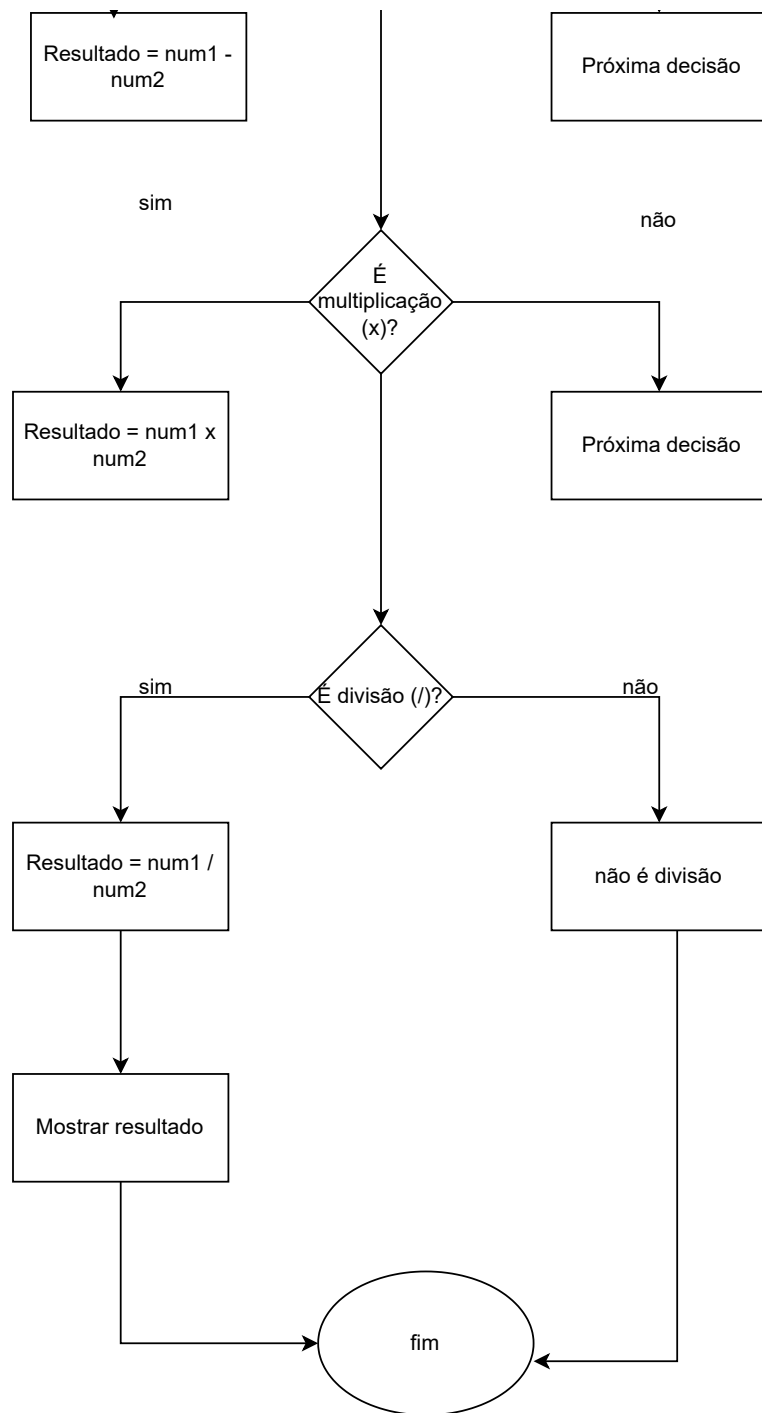 Resultado = num1 -
num2
Próxima decisão
sim
não
É
multiplicação
(x)?
Resultado = num1 x
num2
Próxima decisão
sim
É divisão (/)?
não
Resultado = num1 /
num2
não é divisão
Mostrar resultado
fim